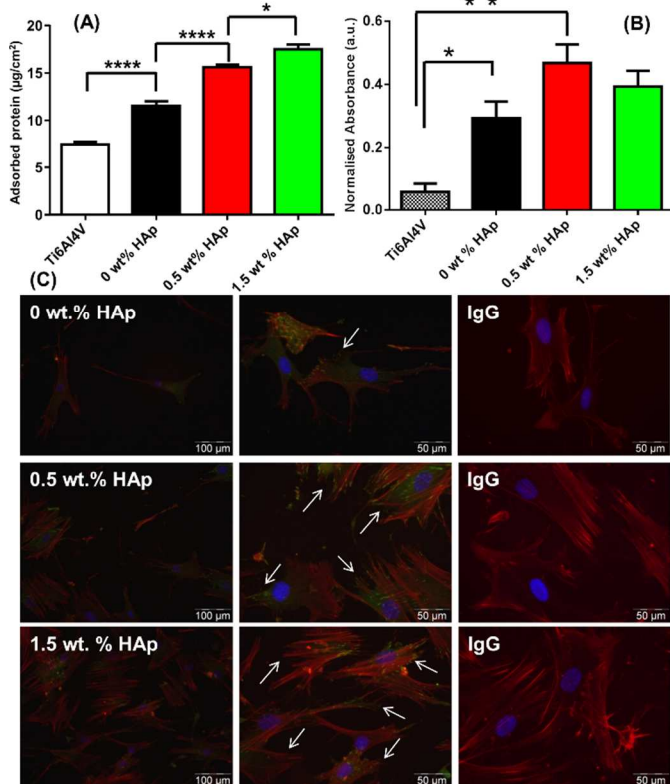 (A)
Adsorbed protein (µg/cm²)
20
15
10
5
0
****
****
*
Ti6Al4V
0 wt% HAp
0.5 wt% HAp
1.5 wt % HAp
(B)
Normalised Absorbance (a.u.)
0.6
0.4
0.2
0.0
* *
*
Ti6Al4V
0 wt% HAp
0.5 wt% HAp
1.5 wt% HAp
(C)
0 wt.% HAp
IgG
100 µm
50 µm
50 µm
0.5 wt.% HAp
IgG
100 µm
50 µm
50 µm
1.5 wt. % HAp
IgG
100 µm
50 µm
50 µm